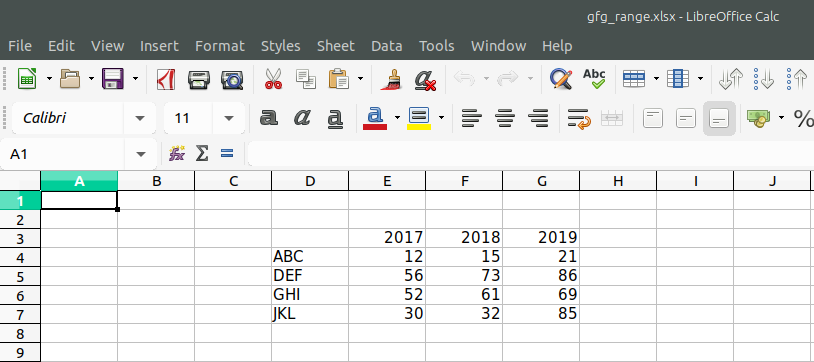 gfg_range.xlsx - LibreOffice Calc
File Edit View Insert Format Styles Sheet Data Tools Window Help
Abc
Calibri 11 a a a a %
A1 fx Σ =
A B C D E F G H I J
1
2
3 2017 2018 2019
4 ABC 12 15 21
5 DEF 56 73 86
6 GHI 52 61 69
7 JKL 30 32 85
8
9